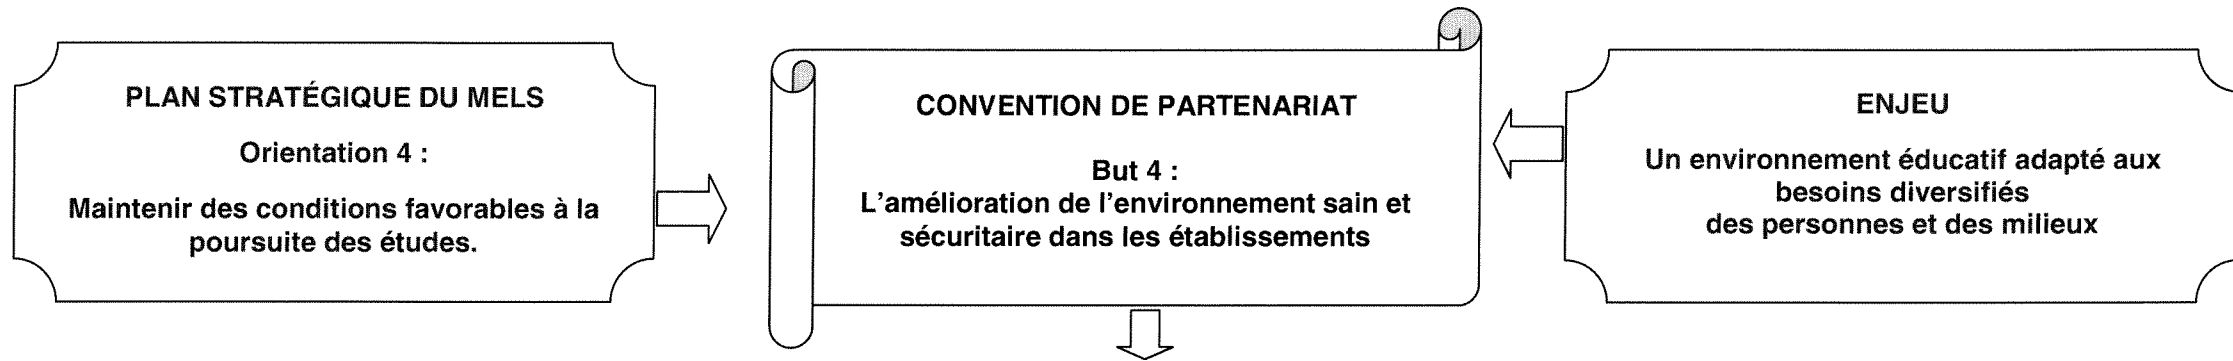 PLAN STRATÉGIQUE DU MELS
Orientation 4 :
Maintenir des conditions favorables à la
poursuite des études.
CONVENTION DE PARTENARIAT
But 4 :
L'amélioration de l'environnement sain et
sécuritaire dans les établissements
ENJEU
Un environnement éducatif adapté aux
besoins diversifiés
des personnes et des milieux